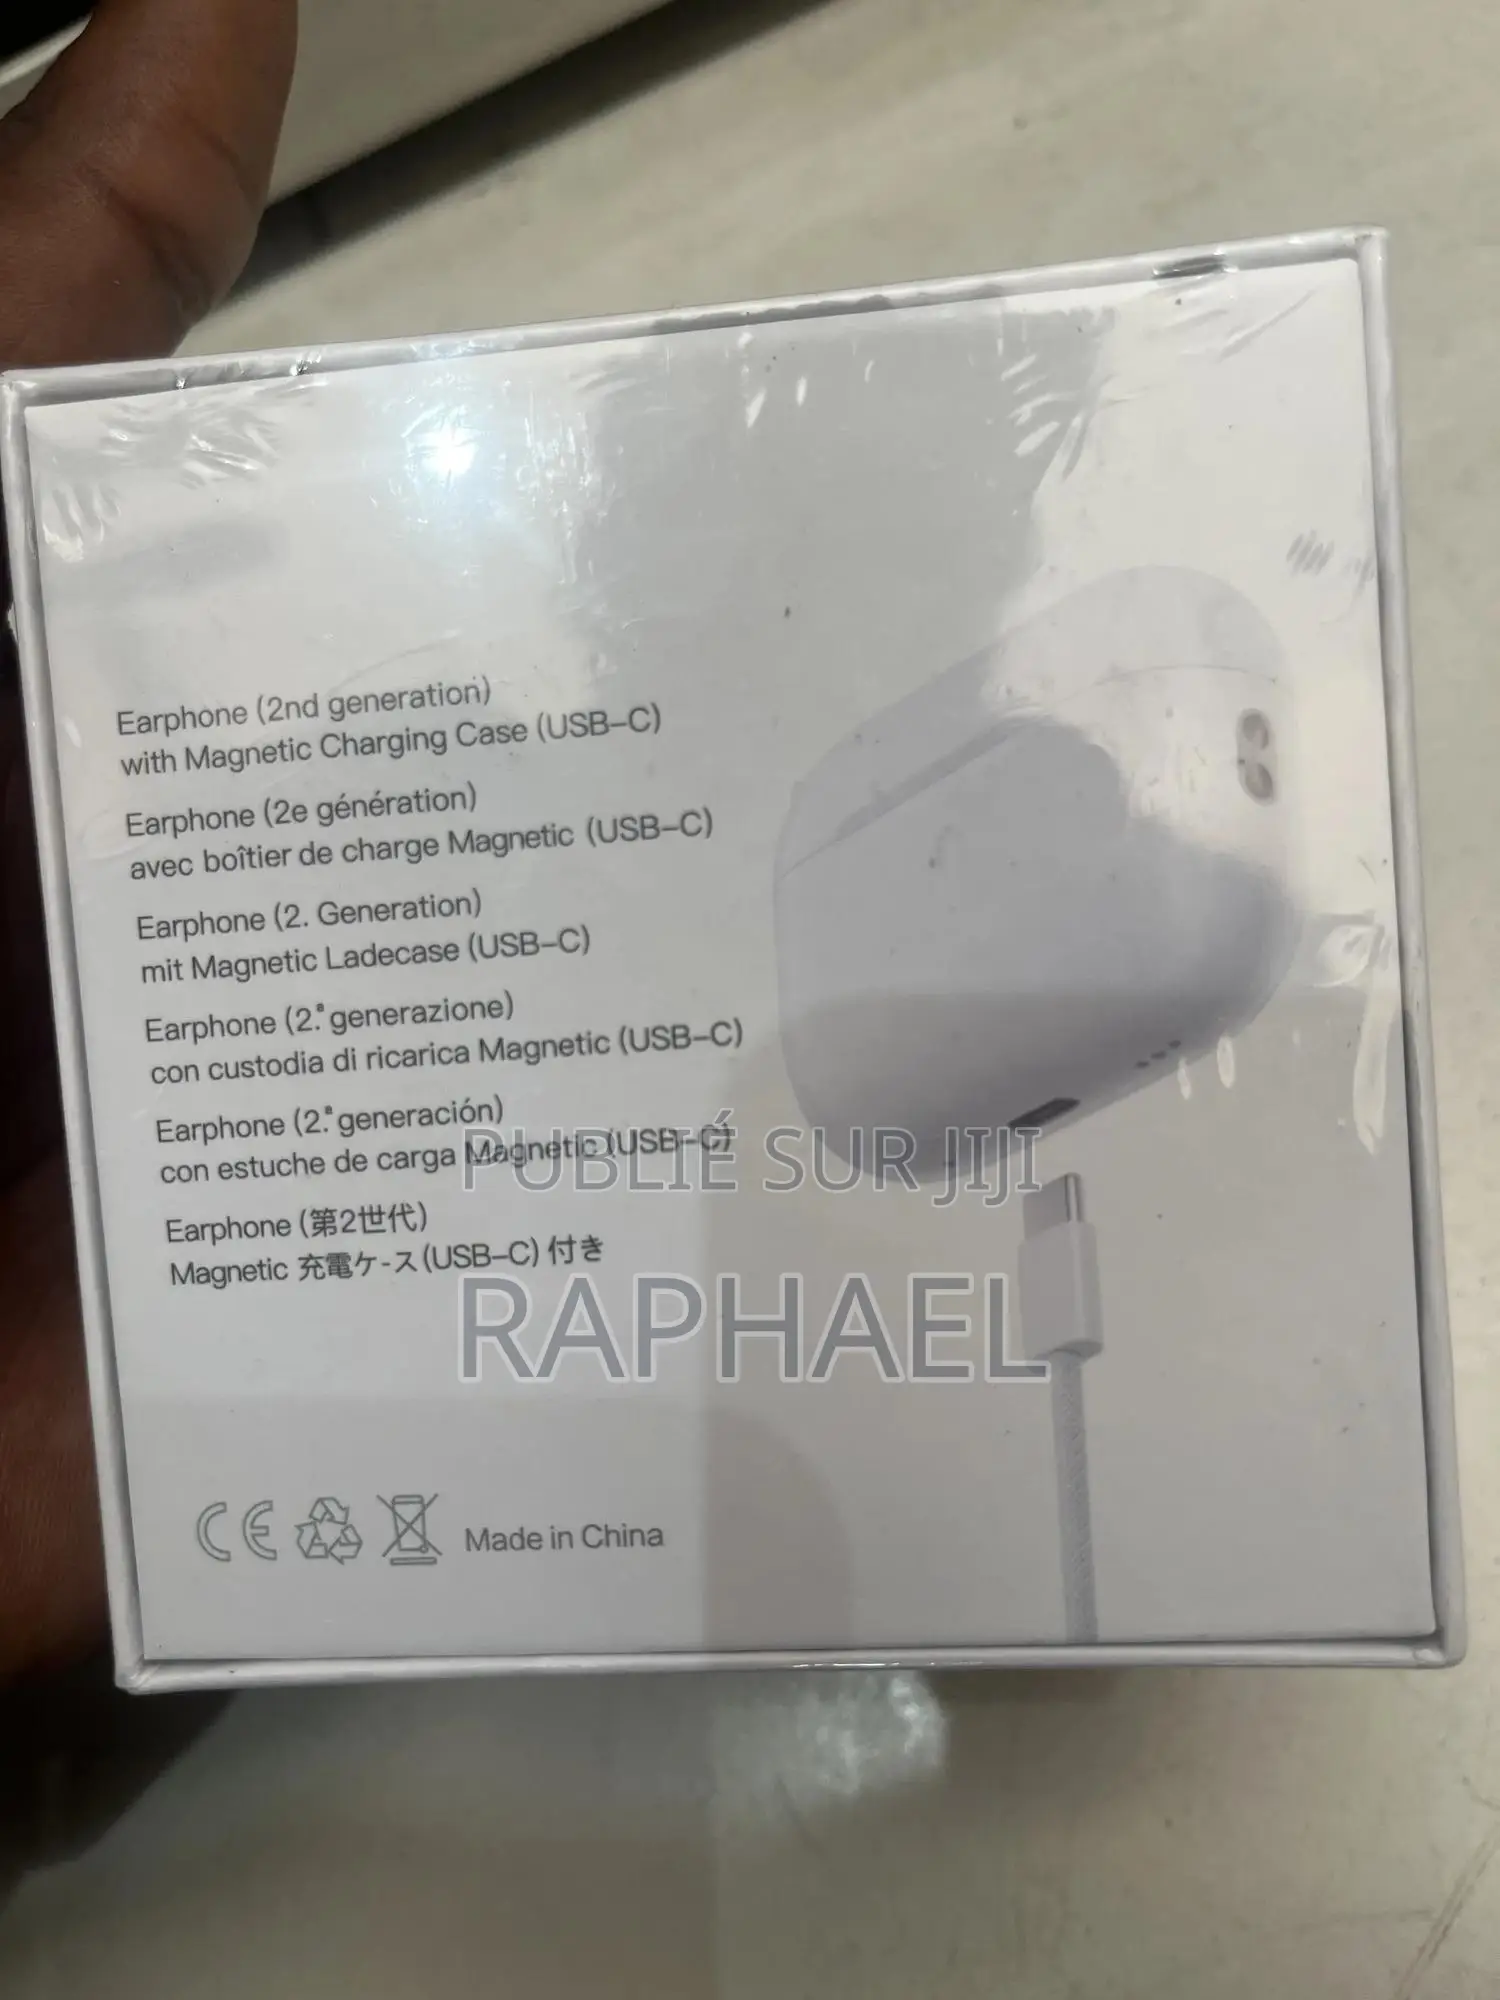 Earphone (2nd generation)
with Magnetic Charging Case (USB–C)
Earphone (2e génération)
avec boîtier de charge Magnetic (USB–C)
Earphone (2. Generation)
mit Magnetic Ladecase (USB–C)
Earphone (2.ª generazione)
con custodia di ricarica Magnetic (USB–C)
Earphone (2.ª generación)
con estuche de carga Magnetic (USB–C)
PUBLIÉ SUR JIJI
Earphone (第2世代)
Magnetic 充電ケ-ス(USB–C) 付き
RAPHAEL
CE
Made in China